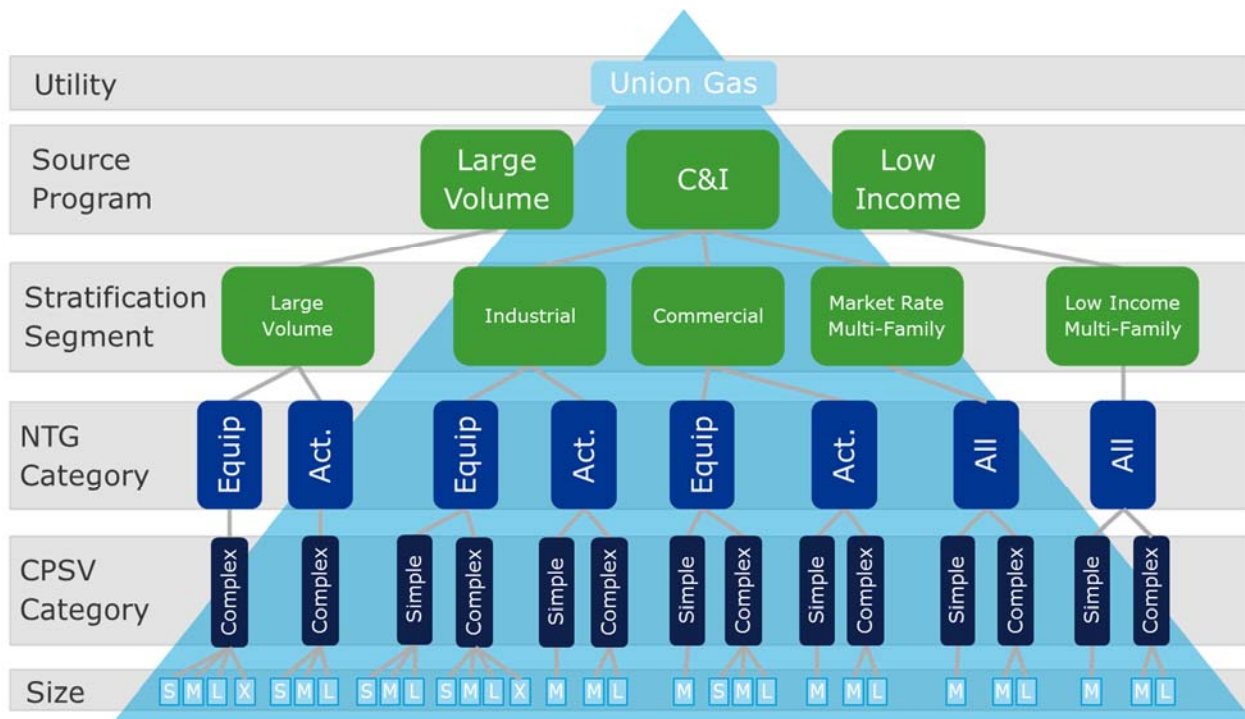 Utility
Union Gas
Source
Program
Large
Volume
C&I
Low
Income
Stratification
Segment
Large
Volume
Industrial
Commercial
Market Rate
Multi-Family
Low Income
Multi-Family
NTG
Category
Equip
Act.
Equip
Act.
Equip
Act.
All
All
CPSV
Category
Complex
Complex
Simple
Complex
Simple
Complex
Simple
Complex
Simple
Complex
Simple
Complex
Simple
Complex
Size
S M L X S M L S M L S M L X M M L M S M L M M L M M L M M L